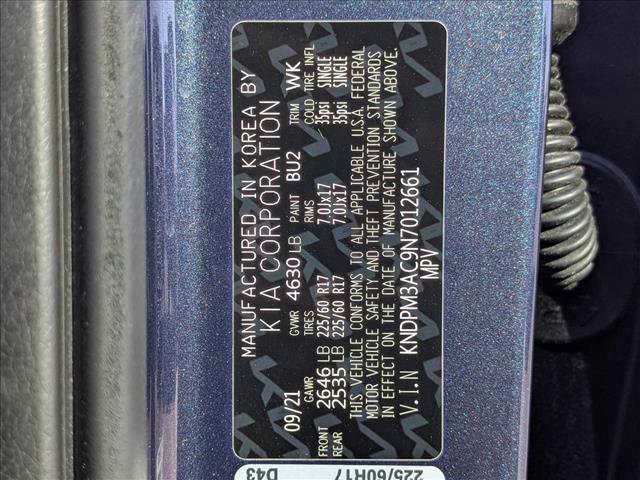 MANUFACTURED IN KOREA BY
KIA CORPORATION
09/21 GVWR 4630 LB PAINT BU2 TRIM WK
GAWR TIRES RIMS COLD TIRE INFL
FRONT 2646 LB 225/60 R17 7.0Jx17 35psi SINGLE
REAR 2535 LB 225/60 R17 7.0Jx17 35psi SINGLE
THIS VEHICLE CONFORMS TO ALL APPLICABLE U.S.A. FEDERAL
MOTOR VEHICLE SAFETY AND THEFT PREVENTION STANDARDS
IN EFFECT ON THE DATE OF MANUFACTURE SHOWN ABOVE.
V.I.N KNDPM3AC9N7012661
MPV
D43
225/60R17